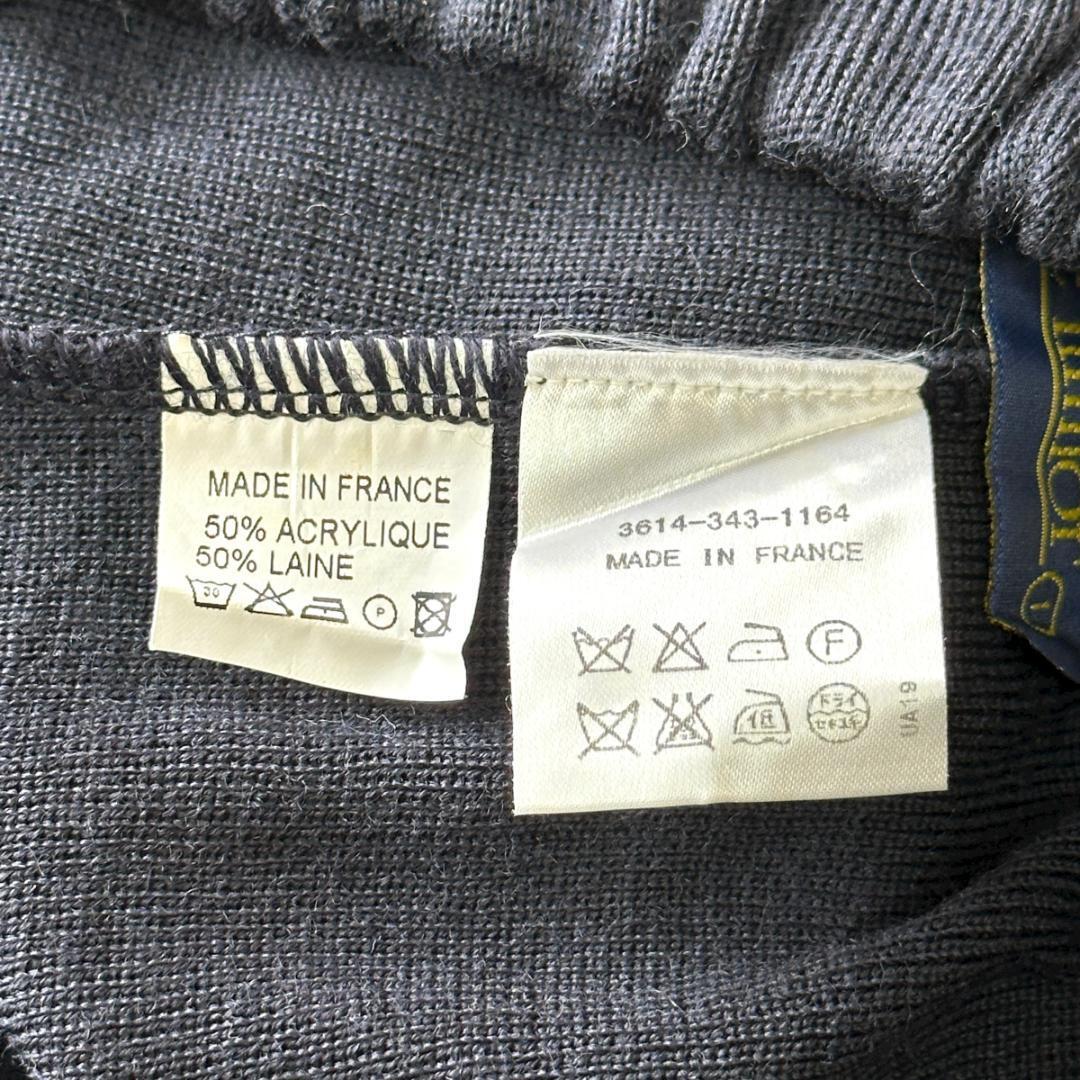 MADE IN FRANCE
50% ACRYLIQUE
50% LAINE
30
P
3614-343-1164
MADE IN FRANCE
F
低
ドライ
セキユ系
UA19